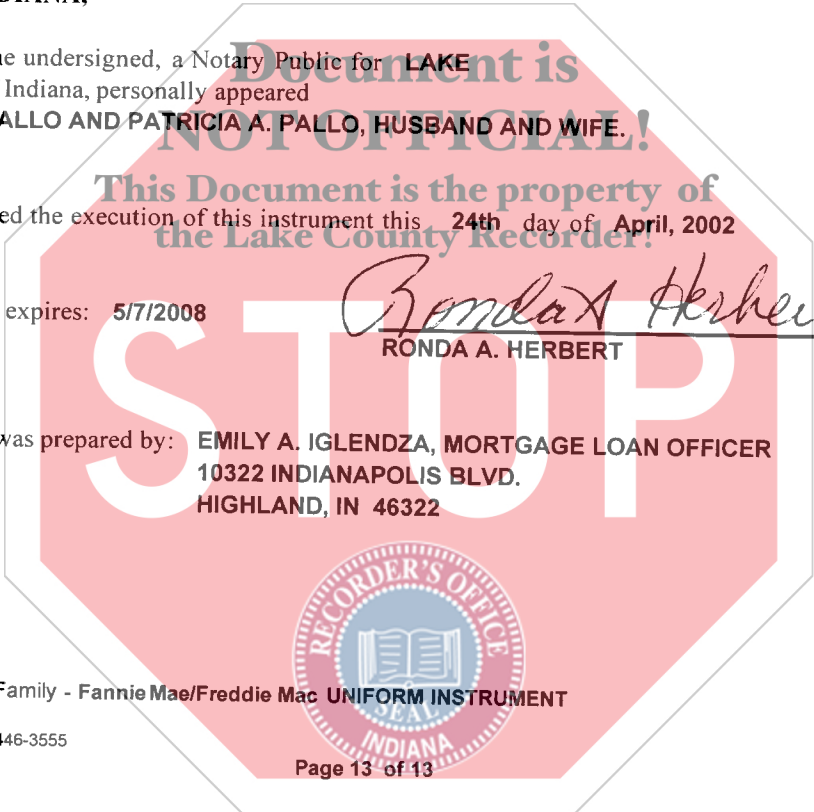 DIANA,
e undersigned, a Notary Public for LAKE
Document is
Indiana, personally appeared
NOT OFFICIAL!
ALLO AND PATRICIA A. PALLO, HUSBAND AND WIFE.
This Document is the property of
ed the execution of this instrument this 24th day of April, 2002
the Lake County Recorder!
expires: 5/7/2008
Ronda A Herber
RONDA A. HERBERT
STOP
was prepared by: EMILY A. IGLENDZA, MORTGAGE LOAN OFFICER
10322 INDIANAPOLIS BLVD.
HIGHLAND, IN 46322
RECORDER'S OFFICE
Family - Fannie Mae/Freddie Mac UNIFORM INSTRUMENT
SEAL
46-3555
INDIANA
Page 13 of 13